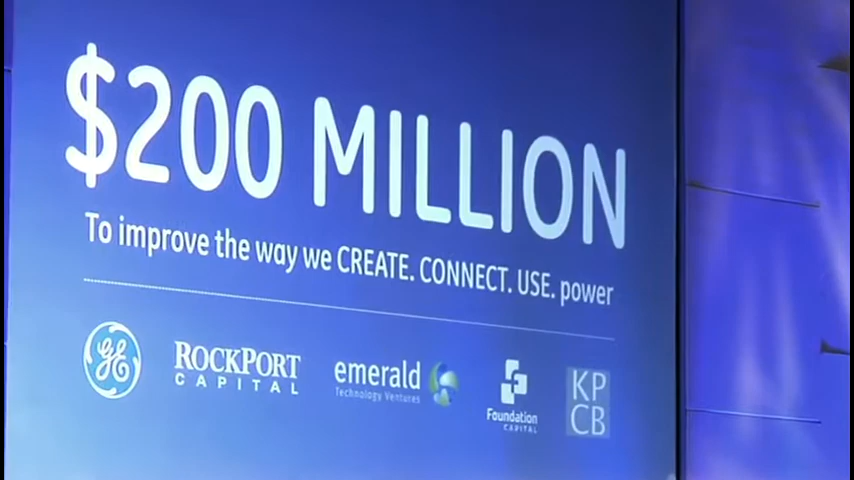 $200 MILLION
To improve the way we CREATE. CONNECT. USE. power
GE
ROCKPORT
CAPITAL
emerald
Technology Ventures
Foundation
CAPITAL
KP
CB